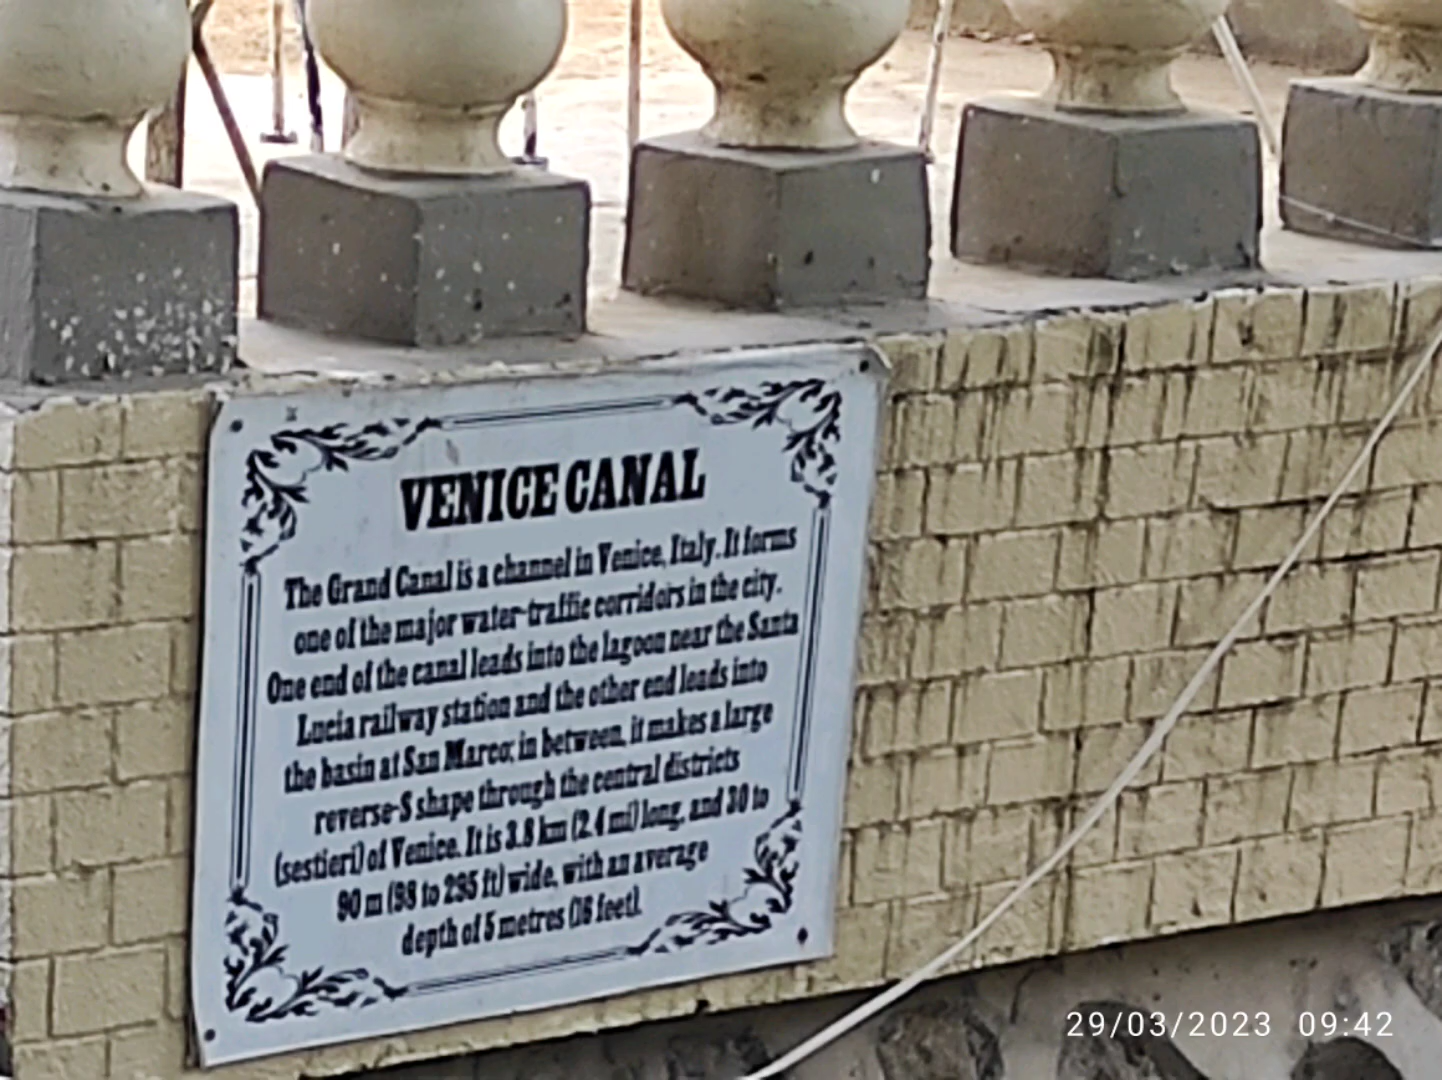 VENICE CANAL
The Grand Canal is a channel in Venice, Italy. It forms
one of the major water-traffic corridors in the city.
One end of the canal leads into the lagoon near the Santa
Lucia railway station and the other end leads into
the basin at San Marco; in between, it makes a large
reverse-S shape through the central districts
(sestieri) of Venice. It is 3.8 km (2.4 mi) long, and 30 to
90 m (98 to 295 ft) wide, with an average
depth of 5 metres (16 feet).
29/03/2023 09:42